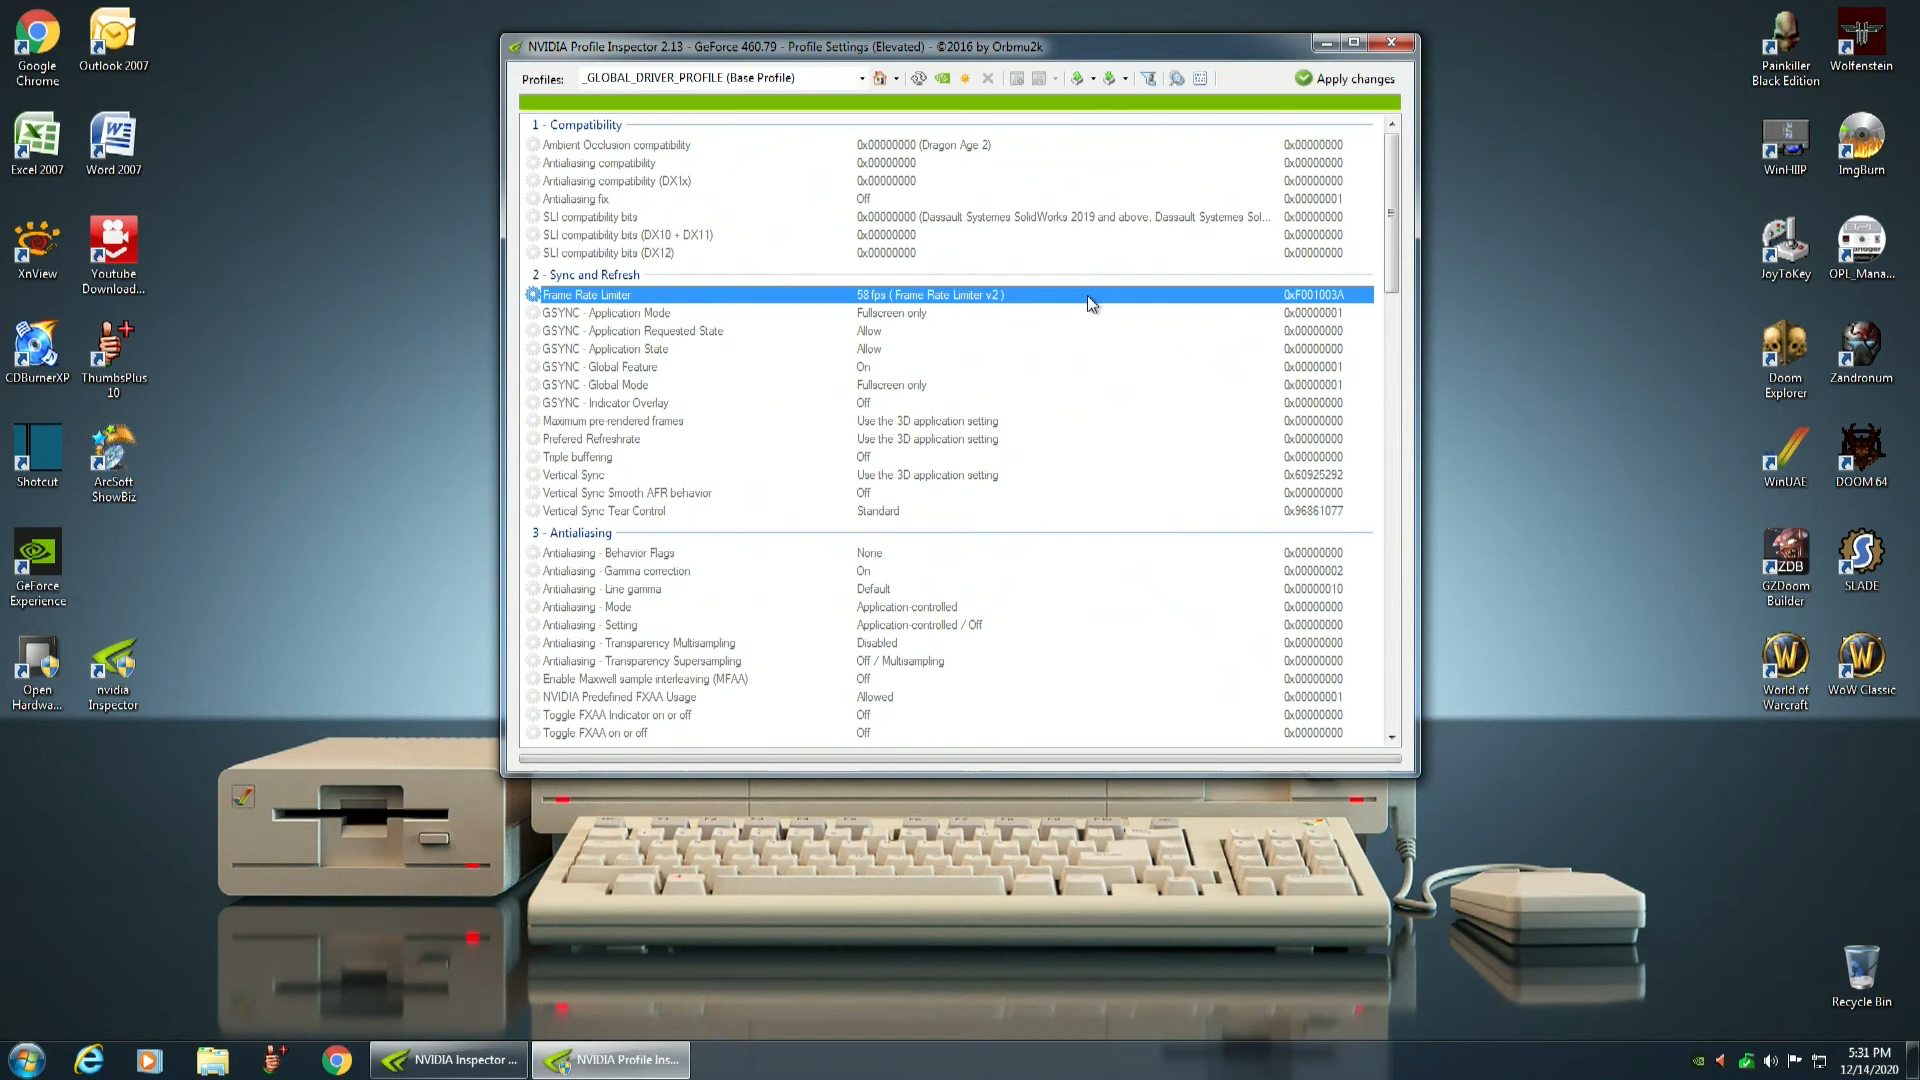 Google
Chrome
Outlook 2007
Excel 2007
Word 2007
XnView
Youtube
Download...
CDBurnerXP
ThumbsPlus
10
Shotcut
ArcSoft
ShowBiz
GeForce
Experience
Open
Hardwa...
nvidia
Inspector
NVIDIA Profile Inspector 2.13 - GeForce 460.79 - Profile Settings (Elevated) - ©2016 by Orbmu2k
Profiles: _GLOBAL_DRIVER_PROFILE (Base Profile) Apply changes
1 - Compatibility
Ambient Occlusion compatibility 0x00000000 (Dragon Age 2) 0x00000000
Antialiasing compatibility 0x00000000 0x00000000
Antialiasing compatibility (DX1x) 0x00000000 0x00000000
Antialiasing fix Off 0x00000001
SLI compatibility bits 0x00000000 (Dassault Systemes SolidWorks 2019 and above, Dassault Systemes Sol... 0x00000000
SLI compatibility bits (DX10 + DX11) 0x00000000 0x00000000
SLI compatibility bits (DX12) 0x00000000 0x00000000
2 - Sync and Refresh
Frame Rate Limiter 58 fps ( Frame Rate Limiter v2 ) 0xF001003A
GSYNC - Application Mode Fullscreen only 0x00000001
GSYNC - Application Requested State Allow 0x00000000
GSYNC - Application State Allow 0x00000000
GSYNC - Global Feature On 0x00000001
GSYNC - Global Mode Fullscreen only 0x00000001
GSYNC - Indicator Overlay Off 0x00000000
Maximum pre-rendered frames Use the 3D application setting 0x00000000
Prefered Refreshrate Use the 3D application setting 0x00000000
Triple buffering Off 0x00000000
Vertical Sync Use the 3D application setting 0x60925292
Vertical Sync Smooth AFR behavior Off 0x00000000
Vertical Sync Tear Control Standard 0x96861077
3 - Antialiasing
Antialiasing - Behavior Flags None 0x00000000
Antialiasing - Gamma correction On 0x00000002
Antialiasing - Line gamma Default 0x00000010
Antialiasing - Mode Application-controlled 0x00000000
Antialiasing - Setting Application-controlled / Off 0x00000000
Antialiasing - Transparency Multisampling Disabled 0x00000000
Antialiasing - Transparency Supersampling Off / Multisampling 0x00000000
Enable Maxwell sample interleaving (MFAA) Off 0x00000000
NVIDIA Predefined FXAA Usage Allowed 0x00000001
Toggle FXAA Indicator on or off Off 0x00000000
Toggle FXAA on or off Off 0x00000000
Painkiller
Black Edition
Wolfenstein
WinHIIP
ImgBurn
JoyToKey
OPL_Mana...
Doom
Explorer
Zandronum
WinUAE
DOOM 64
ZDB
GZDoom
Builder
SLADE
World of
Warcraft
WoW Classic
Recycle Bin
NVIDIA Inspector ...
NVIDIA Profile Ins...
5:31 PM
12/14/2020